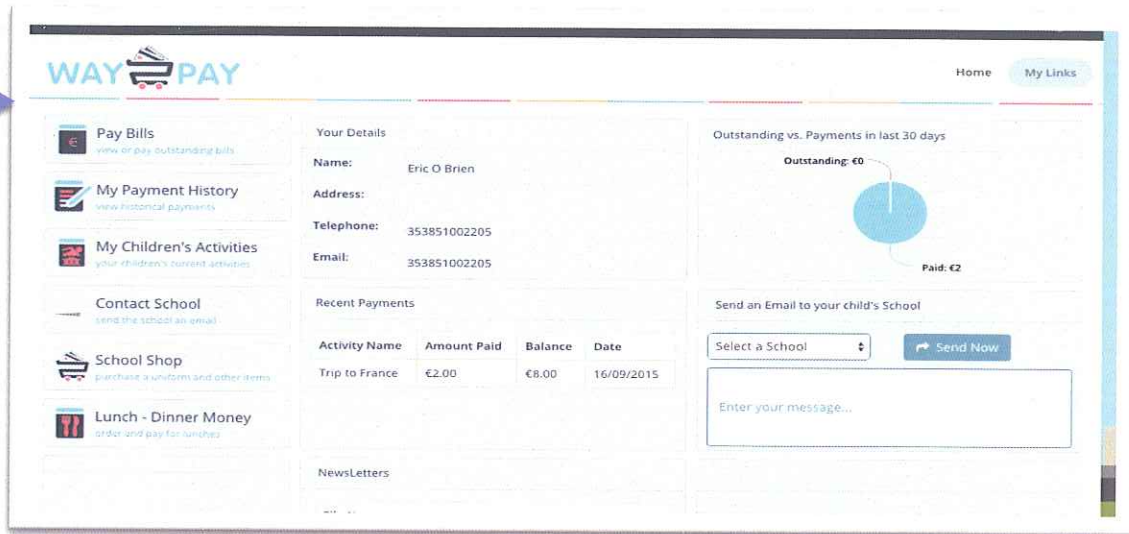 WAY PAY
Home
My Links
Pay Bills
view or pay outstanding bills
My Payment History
view historical payments
My Children's Activities
your children's current activities
Contact School
send the school an email
School Shop
purchase a uniform and other items
Lunch - Dinner Money
order and pay for lunches
Your Details
Name: Eric O Brien
Address:
Telephone: 353851002205
Email: 353851002205
Recent Payments
Activity Name Amount Paid Balance Date
Trip to France €2.00 €8.00 16/09/2015
NewsLetters
Outstanding vs. Payments in last 30 days
Outstanding: €0
Paid: €2
Send an Email to your child's School
Select a School
Send Now
Enter your message...